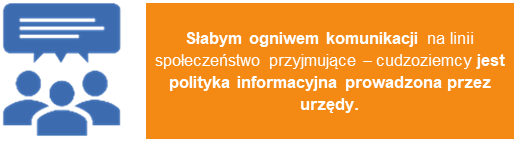 Słabym ogniwem komunikacji na linii
społeczeństwo przyjmujące – cudzoziemcy jest
polityka informacyjna prowadzona przez
urzędy.